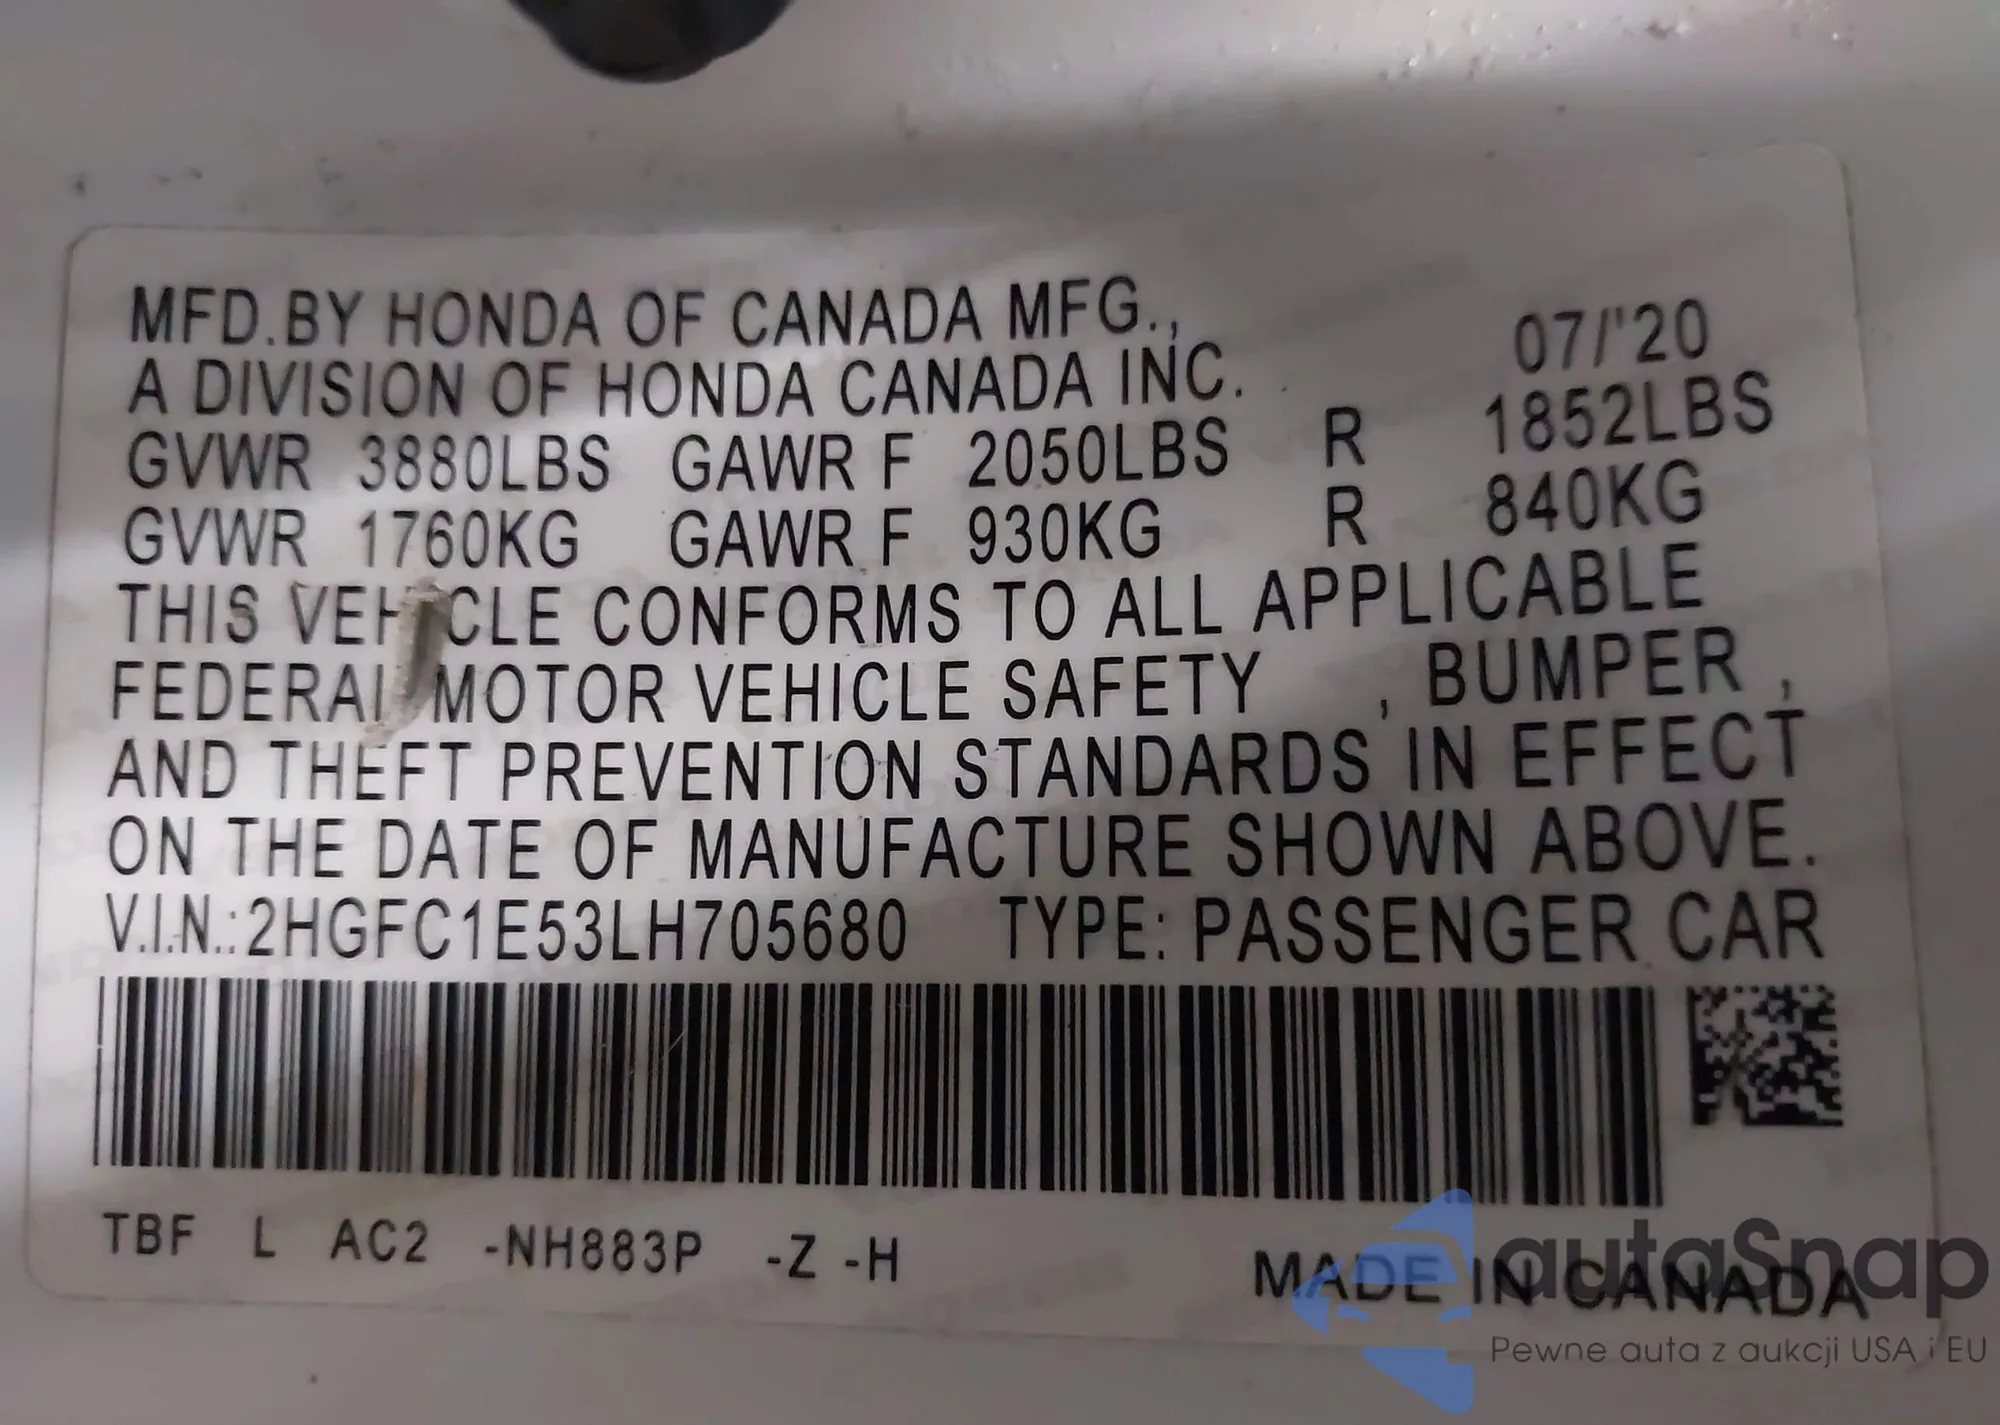 MFD.BY HONDA OF CANADA MFG., 07/'20
A DIVISION OF HONDA CANADA INC.
GVWR 3880LBS GAWR F 2050LBS R 1852LBS
GVWR 1760KG GAWR F 930KG R 840KG
THIS VEHICLE CONFORMS TO ALL APPLICABLE
FEDERAL MOTOR VEHICLE SAFETY , BUMPER ,
AND THEFT PREVENTION STANDARDS IN EFFECT
ON THE DATE OF MANUFACTURE SHOWN ABOVE.
V.I.N.:2HGFC1E53LH705680 TYPE: PASSENGER CAR
TBF L AC2 -NH883P -Z -H
MADE IN CANADA
autaSnap
Pewne auta z aukcji USA i EU